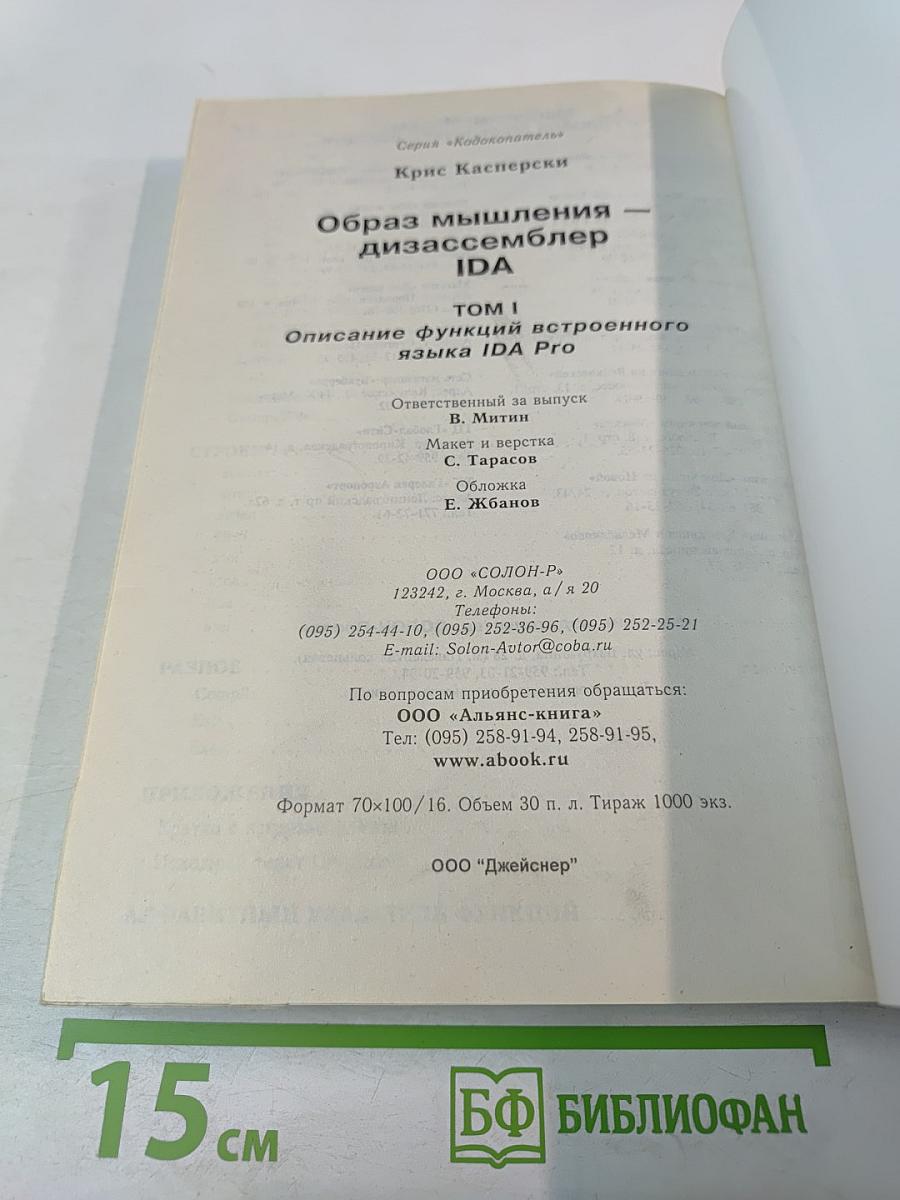 Серия «Кодокопатель»
Крис Касперски
Образ мышления —
дизассемблер
IDA
ТОМ I
Описание функций встроенного
языка IDA Pro
Ответственный за выпуск
В. Митин
Макет и верстка
С. Тарасов
Обложка
Е. Жбанов
ООО «СОЛОН-Р»
123242, г. Москва, а/я 20
Телефоны:
(095) 254-44-10, (095) 252-36-96, (095) 252-25-21
E-mail: Solon-Avtor@coba.ru
По вопросам приобретения обращаться:
ООО «Альянс-книга»
Тел: (095) 258-91-94, 258-91-95,
www.abook.ru
Формат 70×100/16. Объем 30 п. л. Тираж 1000 экз.
ООО "Джейснер"
15 см
БФ БИБЛИОФАН